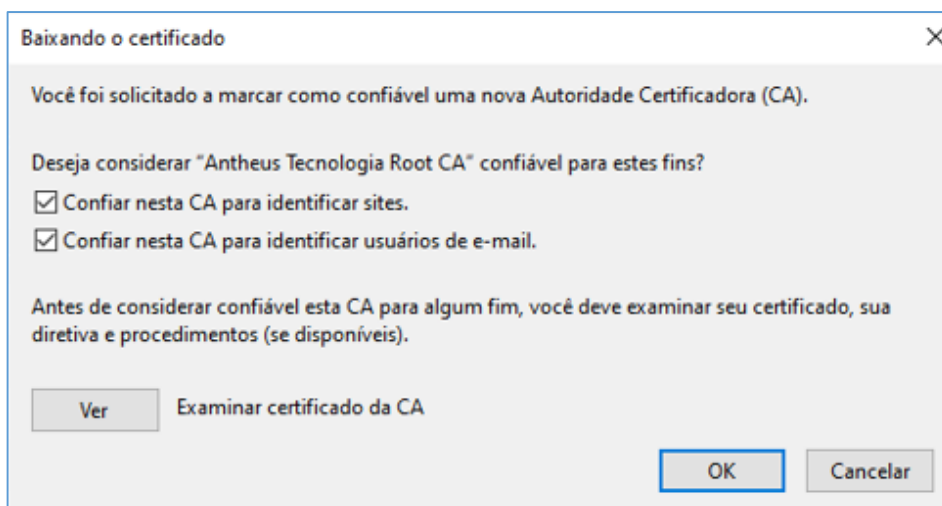 Baixando o certificado
Você foi solicitado a marcar como confiável uma nova Autoridade Certificadora (CA).
Deseja considerar “Antheus Tecnologia Root CA” confiável para estes fins?
Confiar nesta CA para identificar sites.
Confiar nesta CA para identificar usuários de e-mail.
Antes de considerar confiável esta CA para algum fim, você deve examinar seu certificado, sua
diretiva e procedimentos (se disponíveis).
Ver Examinar certificado da CA
OK Cancelar